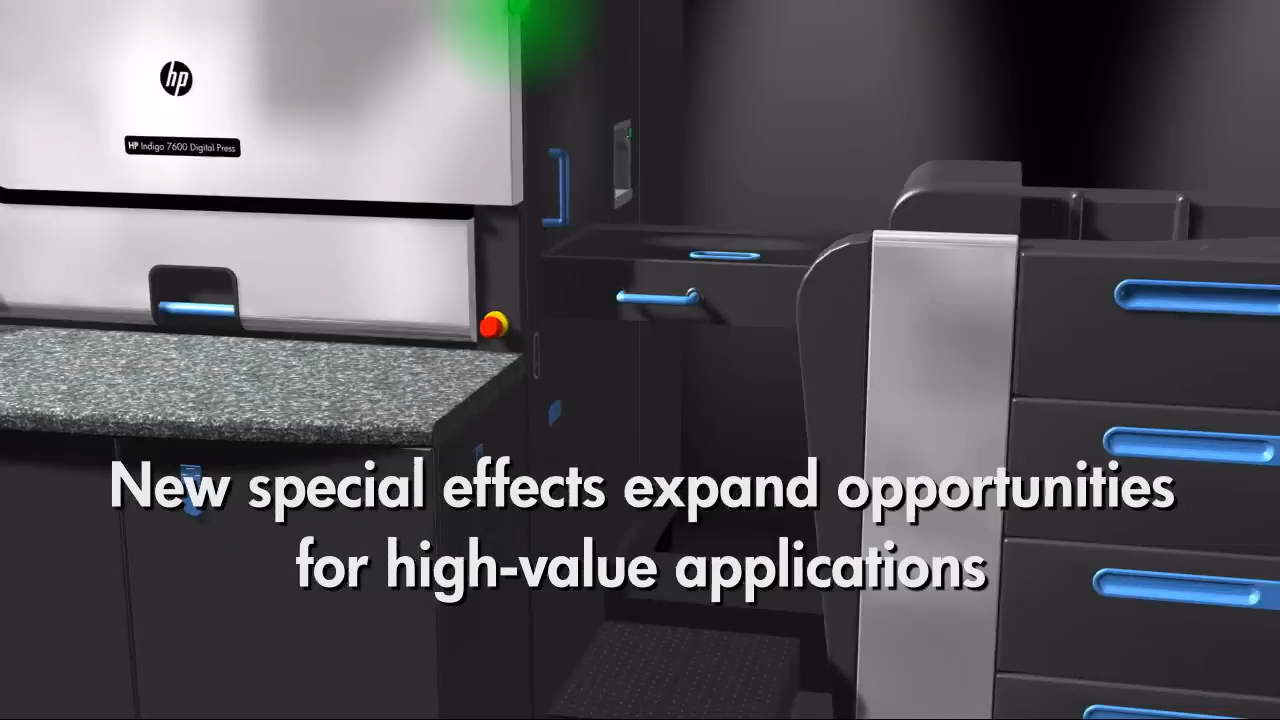 hp
HP Indigo 7600 Digital Press
New special effects expand opportunities
for high-value applications